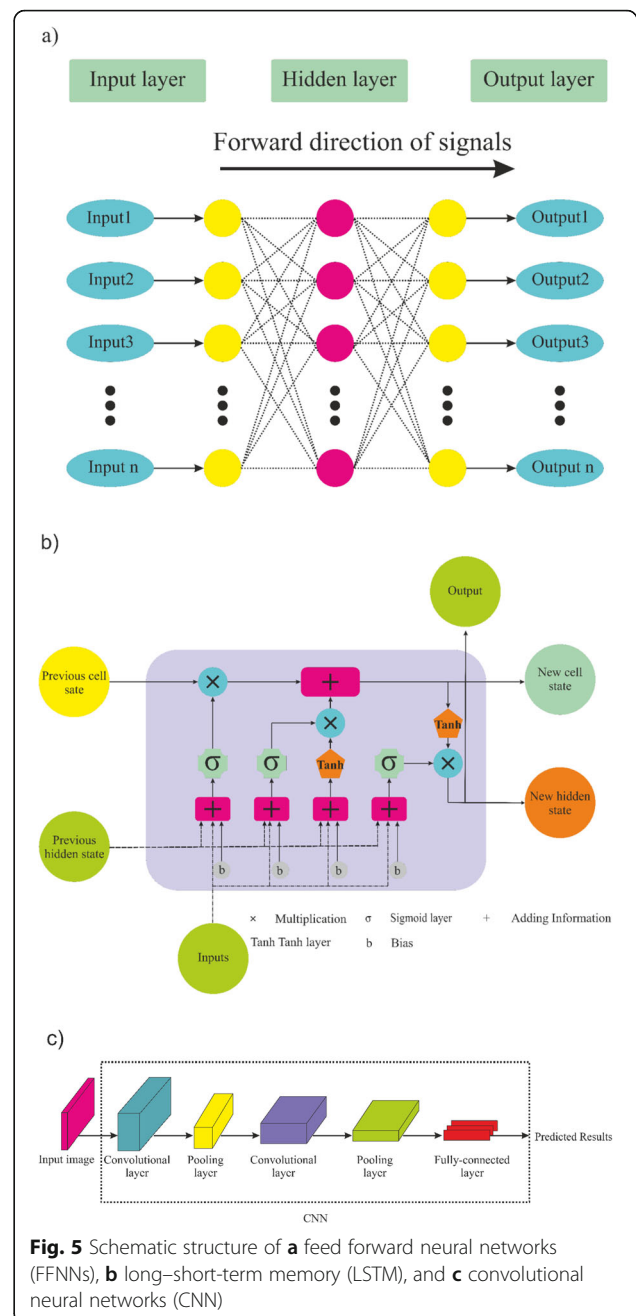 a)
Input layer Hidden layer Output layer
Forward direction of signals
Input1 Output1
Input2 Output2
Input3 Output3
Input n Output n
b)
Output
Previous cell
sate
× +
New cell
state
Tanh
×
σ σ Tanh σ ×
+ + + +
Previous
hidden state
New hidden
state
b b b b
Inputs
× Multiplication σ Sigmoid layer + Adding Information
Tanh Tanh layer b Bias
c)
Input image
Convolutional
layer
Pooling
layer
Convolutional
layer
Pooling
layer
Fully-connected
layer
Predicted Results
CNN
Fig. 5 Schematic structure of a feed forward neural networks
(FFNNs), b long–short-term memory (LSTM), and c convolutional
neural networks (CNN)